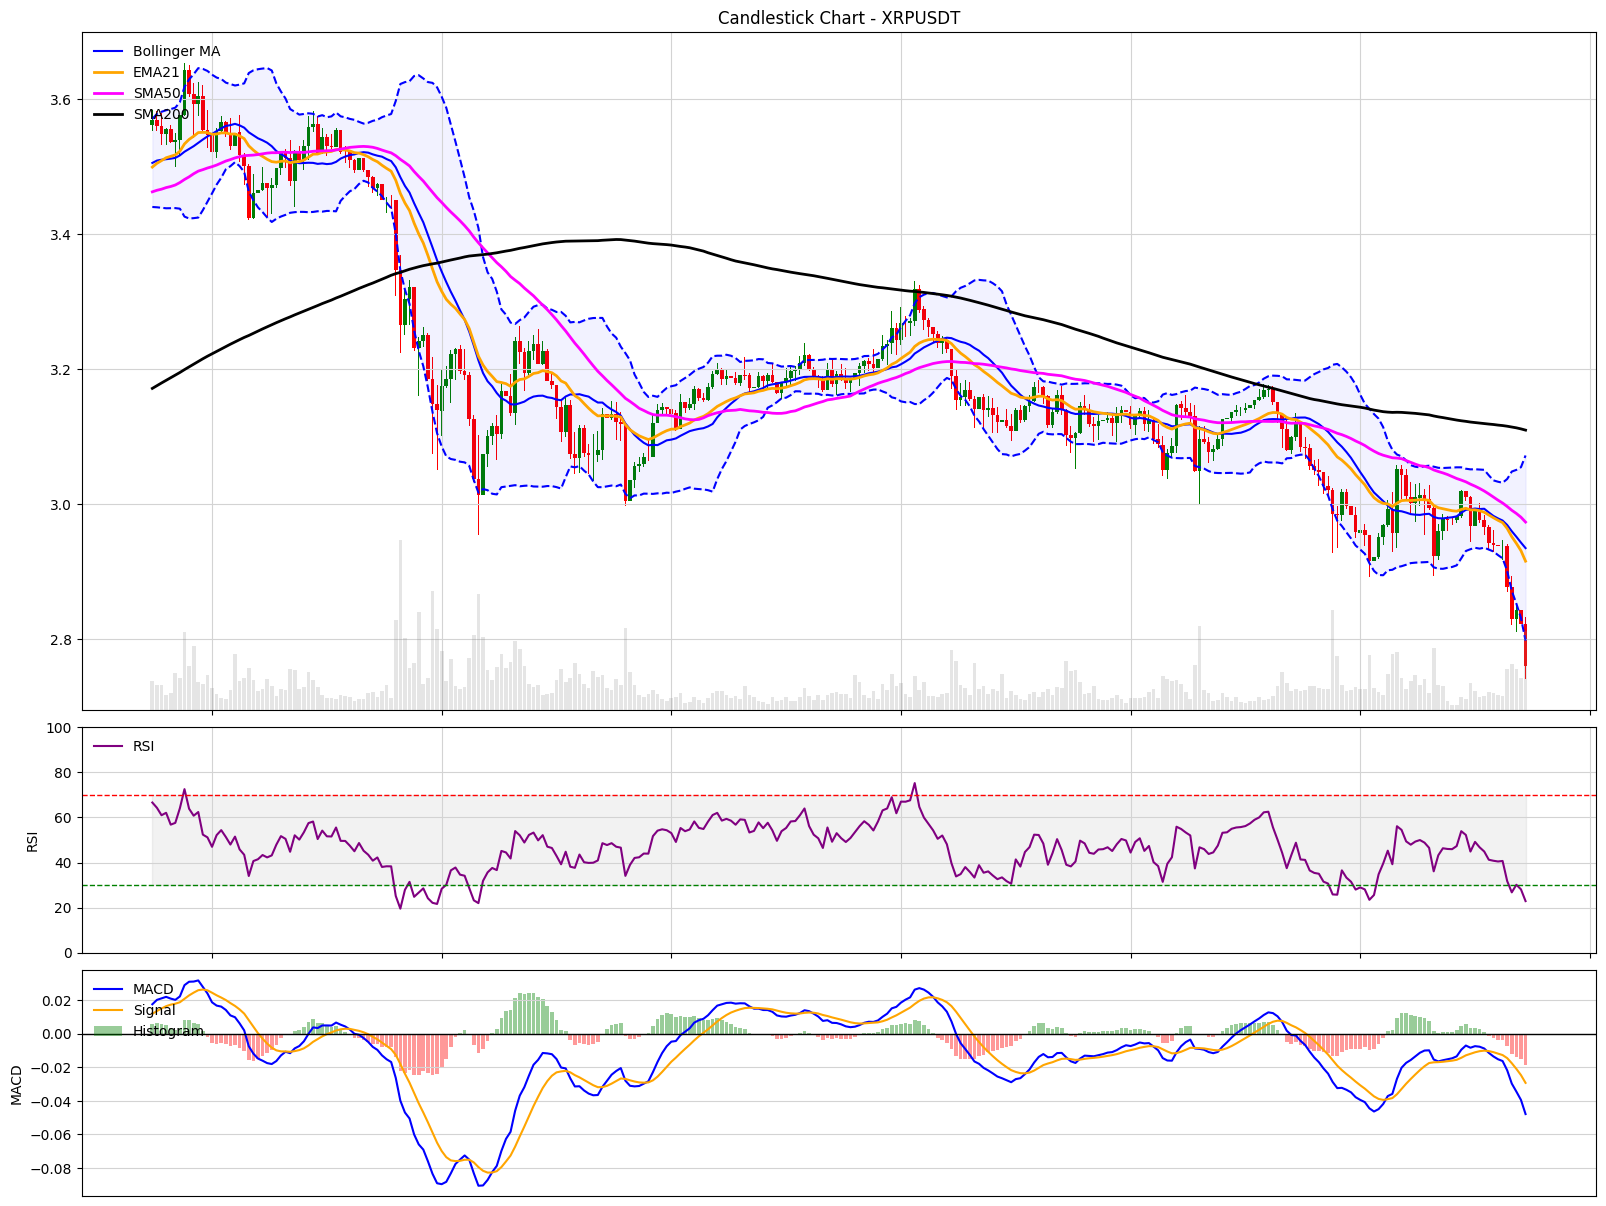 Candlestick Chart - XRPUSDT
Bollinger MA
EMA21
SMA50
SMA200
3.6
3.4
3.2
3.0
2.8
RSI
100
80
60
40
20
0
RSI
MACD
Signal
Histogram
0.02
0.00
−0.02
−0.04
−0.06
−0.08
MACD